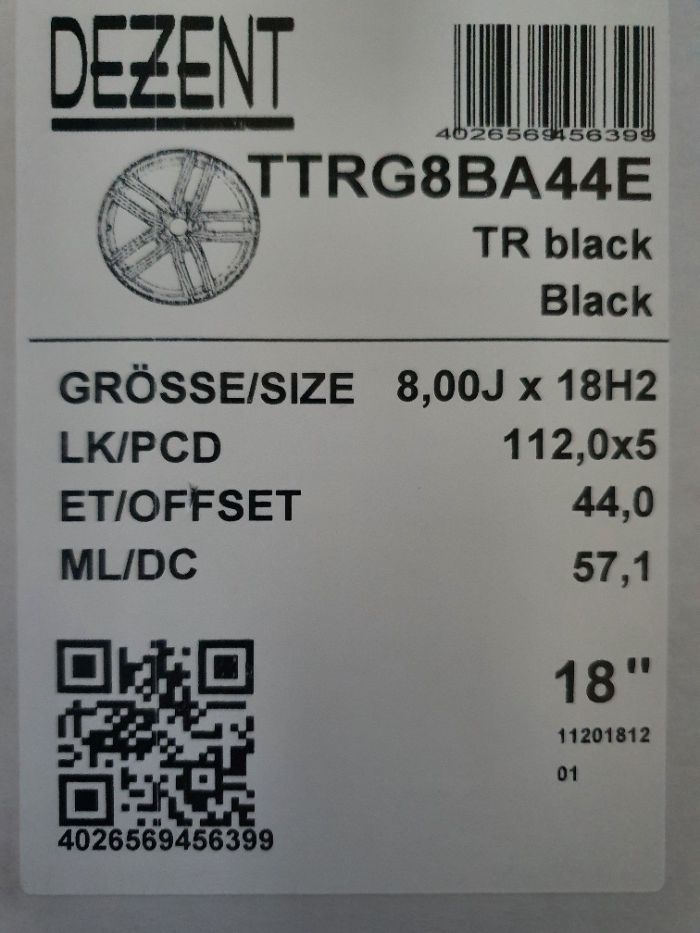 DEZENT
4026569456399
TTRG8BA44E
TR black
Black
GRÖSSE/SIZE 8,00J x 18H2
LK/PCD 112,0x5
ET/OFFSET 44,0
ML/DC 57,1
18"
11201812
01
4026569456399